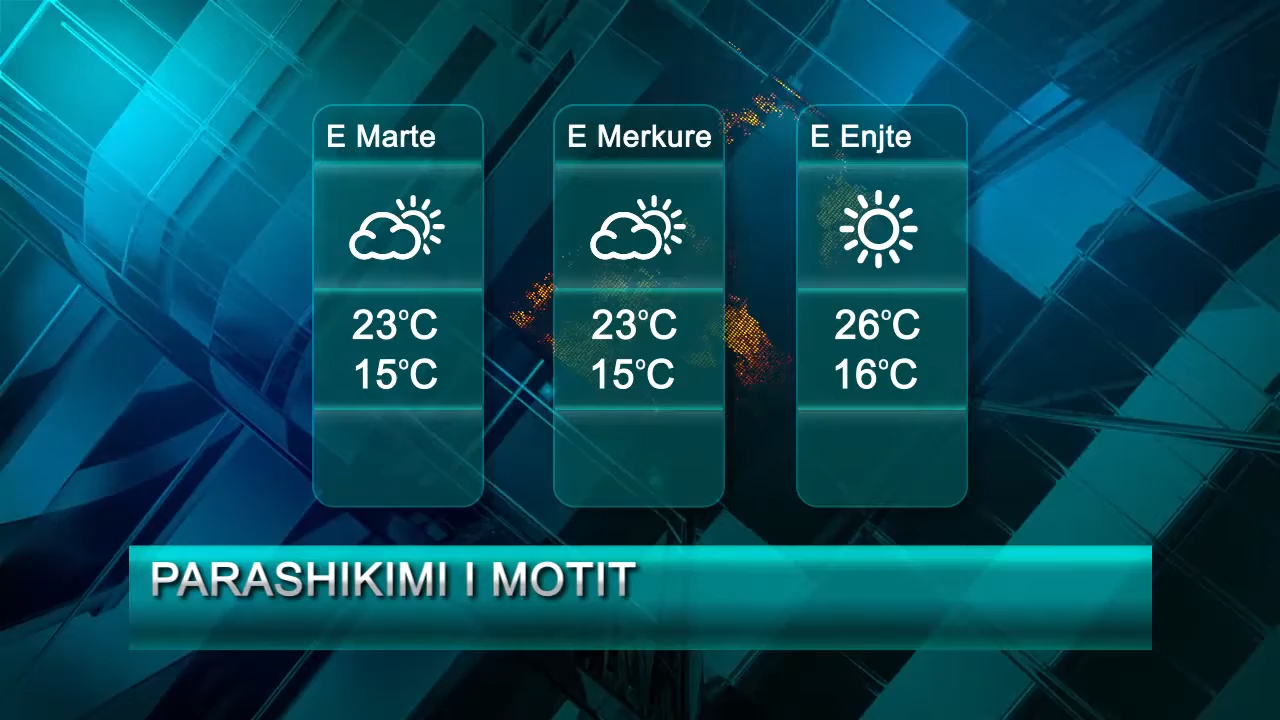 E Marte
23°C
15°C
E Merkure
23°C
15°C
E Enjte
26°C
16°C
PARASHIKIMI I MOTIT